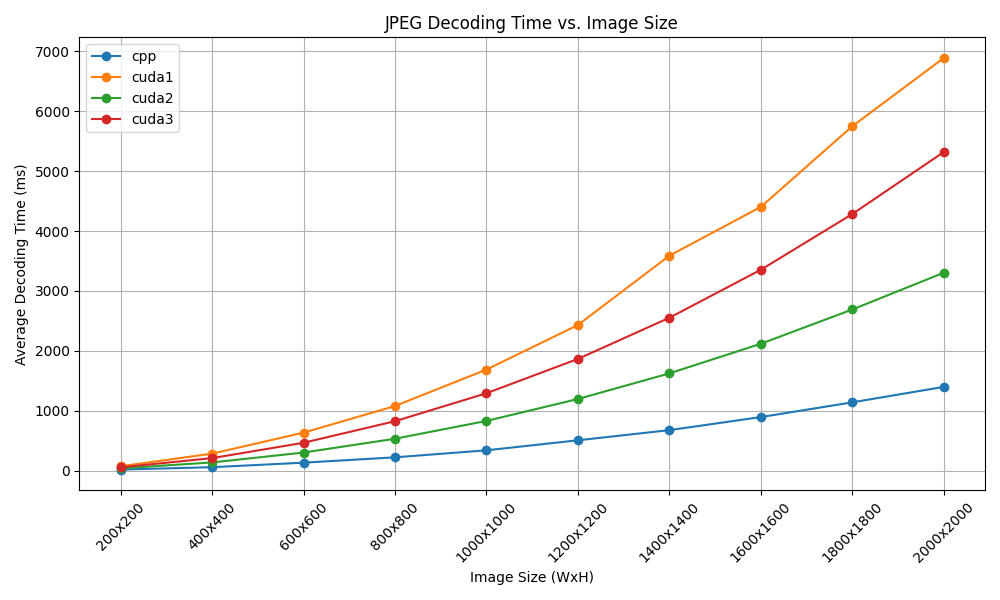 JPEG Decoding Time vs. Image Size
cpp
cuda1
cuda2
cuda3
Average Decoding Time (ms)
7000
6000
5000
4000
3000
2000
1000
0
200x200
400x400
600x600
800x800
1000x1000
1200x1200
1400x1400
1600x1600
1800x1800
2000x2000
Image Size (WxH)